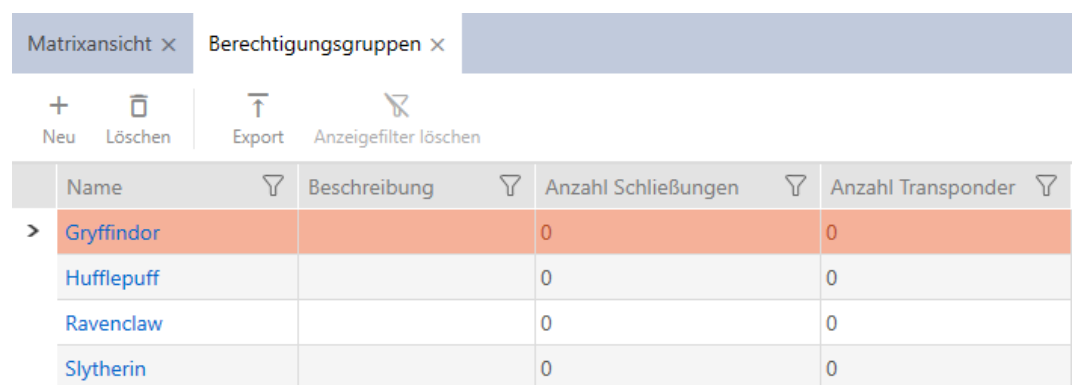 Matrixansicht × Berechtigungsgruppen ×
Neu Löschen Export Anzeigefilter löschen
Name Beschreibung Anzahl Schließungen Anzahl Transponder
Gryffindor 0 0
Hufflepuff 0 0
Ravenclaw 0 0
Slytherin 0 0